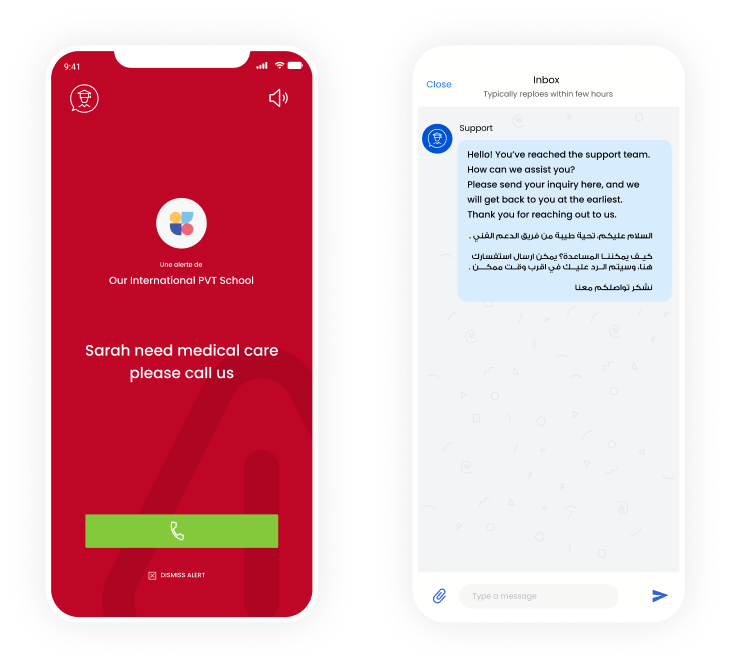 9:41
Une alerte de
Our International PVT School
Sarah need medical care
please call us
DISMISS ALERT
Close
Inbox
Typically reploes within few hours
Support
Hello! You've reached the support team.
How can we assist you?
Please send your inquiry here, and we
will get back to you at the earliest.
Thank you for reaching out to us.
السلام عليكم، تحية طيبة من فريق الدعم الفني .
كيف يمكننا المساعدة؟ يمكن ارسال استفسارك
هنا، وسيتم الرد عليك في اقرب وقت ممكن .
نشكر تواصلكم معنا
Type a message